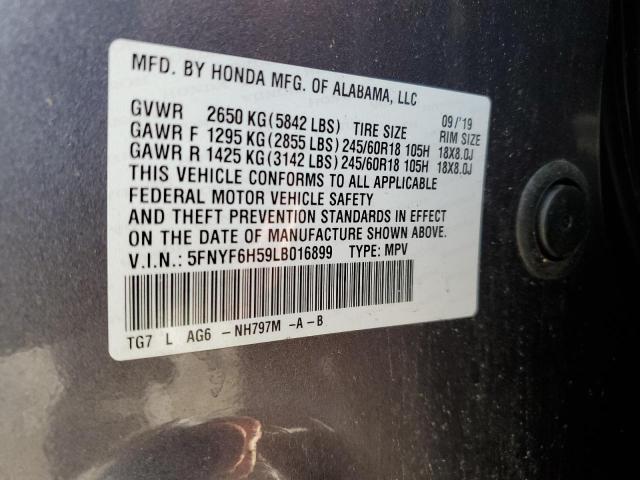 MFD. BY HONDA MFG. OF ALABAMA, LLC
GVWR 2650 KG(5842 LBS) TIRE SIZE 09/'19 RIM SIZE
GAWR F 1295 KG(2855 LBS) 245/60R18 105H 18X8.0J
GAWR R 1425 KG(3142 LBS) 245/60R18 105H 18X8.0J
THIS VEHICLE CONFORMS TO ALL APPLICABLE
FEDERAL MOTOR VEHICLE SAFETY
AND THEFT PREVENTION STANDARDS IN EFFECT
ON THE DATE OF MANUFACTURE SHOWN ABOVE.
V.I.N.: 5FNYF6H59LB016899 TYPE: MPV
TG7 L AG6 -NH797M -A-B